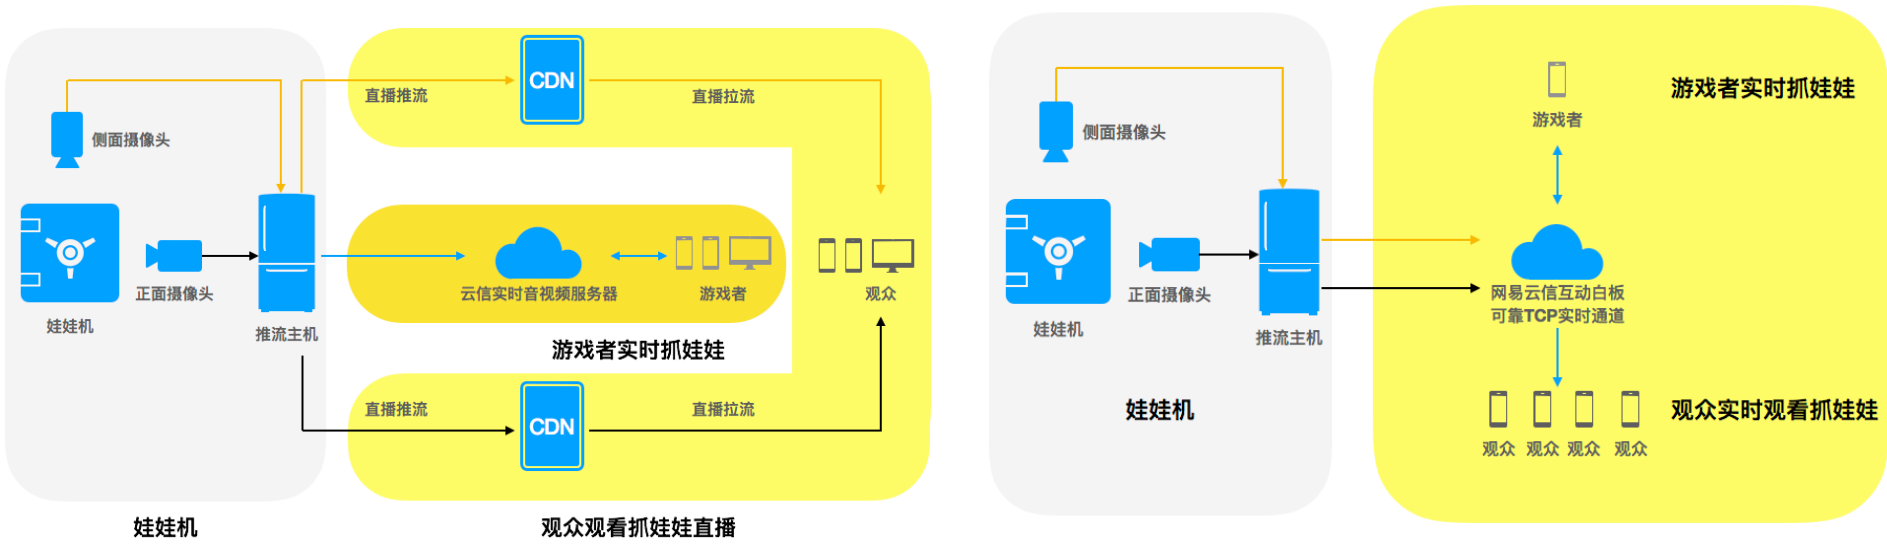 CDN
直播推流
直播拉流
侧面摄像头
正面摄像头
娃娃机
推流主机
云信实时音视频服务器
游戏者
观众
游戏者实时抓娃娃
直播推流
CDN
直播拉流
娃娃机
观众观看抓娃娃直播
侧面摄像头
正面摄像头
娃娃机
推流主机
娃娃机
游戏者
游戏者实时抓娃娃
网易云信互动白板
可靠TCP实时通道
观众实时观看抓娃娃
观众 观众 观众 观众